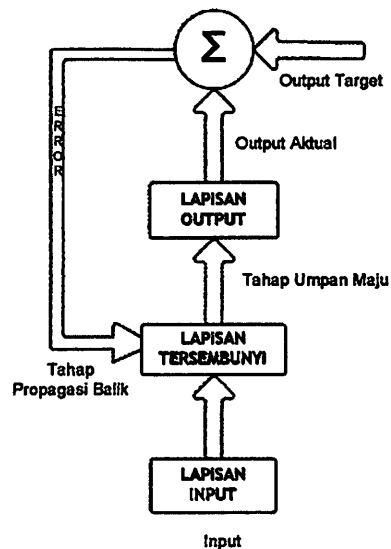 Σ
Output Target
ERROR
Output Aktual
LAPISAN
OUTPUT
Tahap Umpan Maju
LAPISAN
TERSEMBUNYI
Tahap
Propagasi Balik
LAPISAN
INPUT
Input